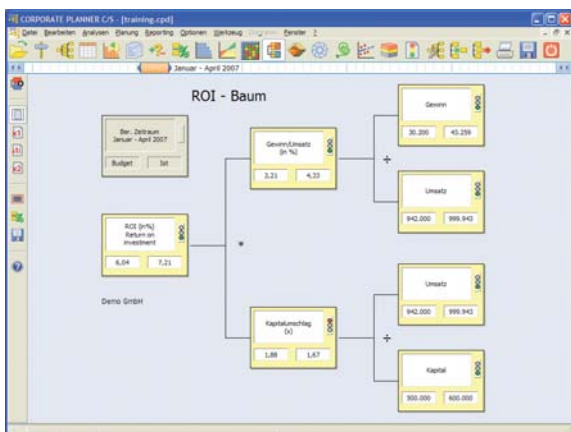 CORPORATE PLANNER C/S - [training.cpd]
Datei Bearbeiten Analysen Planung Reporting Optionen Werkzeug Fenster ?
Januar - April 2007
ROI - Baum
Ber. Zeitraum
Januar - April 2007
Budget Ist
ROI (in%)
Return on
investment
6,04 7,21
Demo GmbH
Gewinn/Umsatz
(in %)
3,21 4,33
*
Kapitalumschlag
(x)
1,88 1,67
Gewinn
30.200 43.259
÷
Umsatz
942.000 999.943
Umsatz
942.000 999.943
÷
Kapital
500.000 600.000